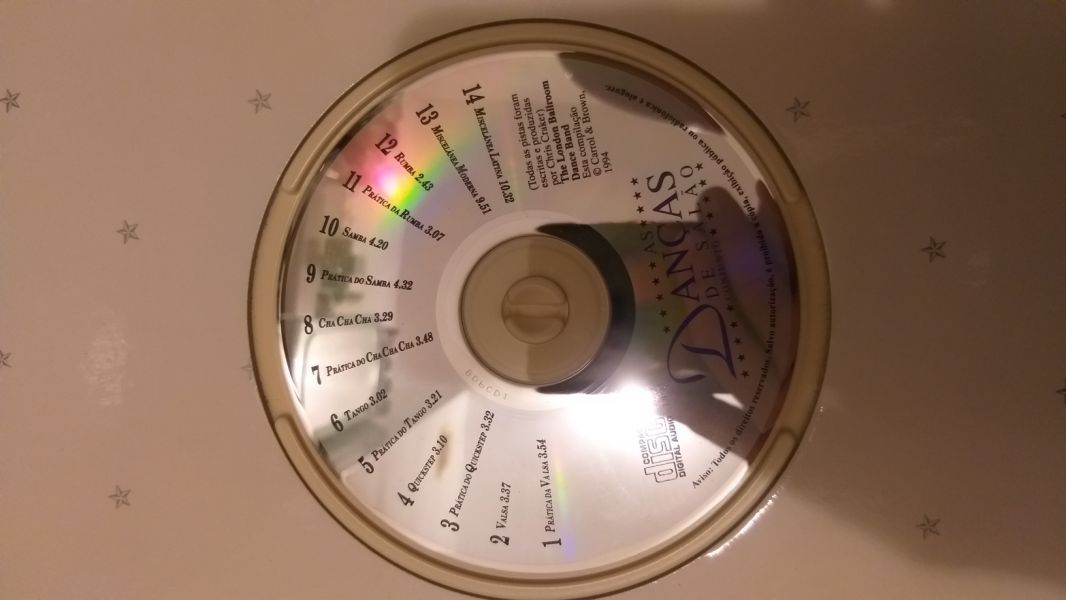 AS
DANÇAS
DE SALÃO
COMPACT
disc
DIGITAL AUDIO
1 PRÁTICA DA VALSA 3.54
2 VALSA 3.37
3 PRÁTICA DO QUICKSTEP 3.32
4 QUICKSTEP 3.10
5 PRÁTICA DO TANGO 3.21
6 TANGO 3.02
7 PRÁTICA DO CHA CHA CHA 3.48
8 CHA CHA CHA 3.29
9 PRÁTICA DO SAMBA 4.32
10 SAMBA 4.20
11 PRÁTICA DA RUMBA 3.07
12 RUMBA 2.43
13 MISCELÂNEA MODERNA 9.51
14 MISCELÂNEA LATINA 10.32
(Todas as pistas foram
escritas e produzidas
por Chris Craker)
The London Ballroom
Dance Band
Esta compilação
© Carrol & Brown,
1994
Aviso: Todos os direitos reservados. Salvo autorização, é proibida a cópia, exibição pública ou radiofónica e aluguer.
BDPCD1